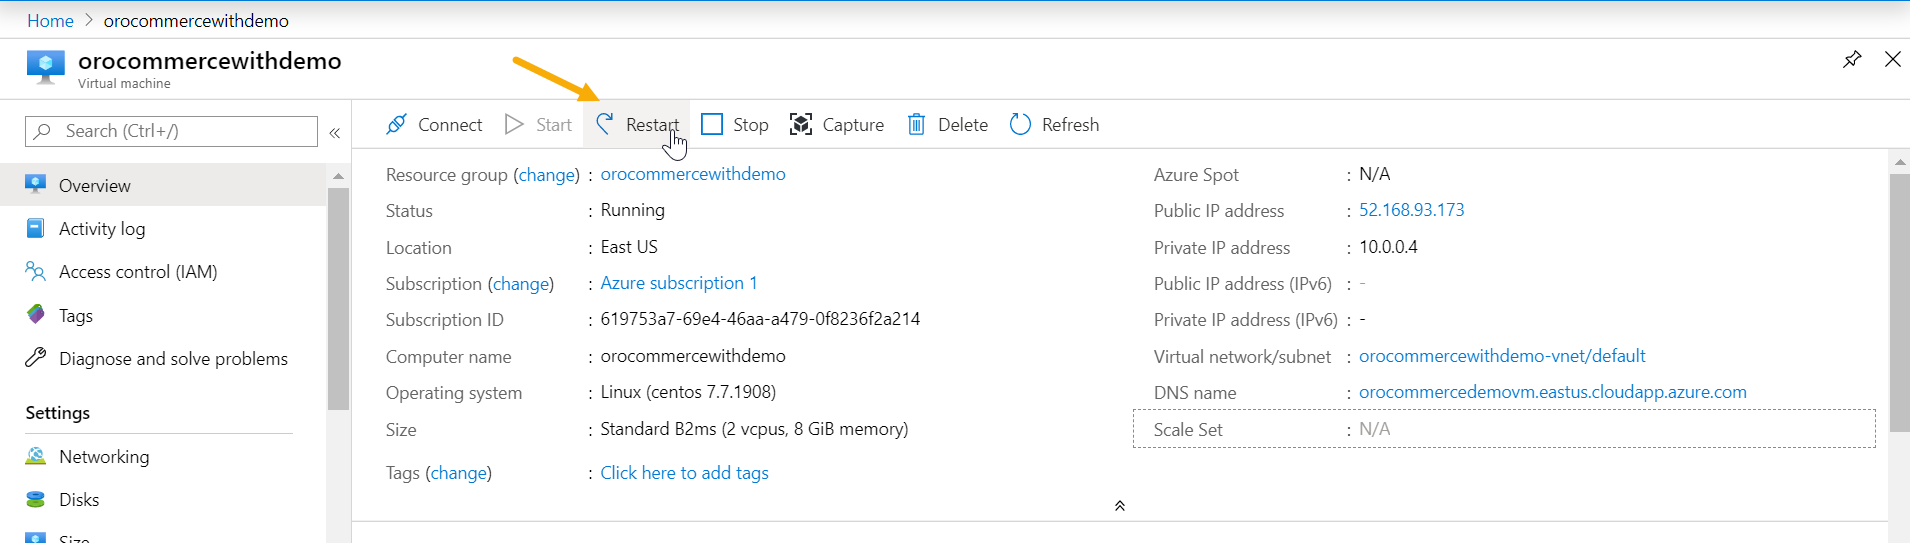 Home > orocommercewithdemo
orocommercewithdemo
Virtual machine
Search (Ctrl+/)
«
Connect Start Restart Stop Capture Delete Refresh
Overview
Activity log
Access control (IAM)
Tags
Diagnose and solve problems
Settings
Networking
Disks
Size
Resource group (change) : orocommercewithdemo
Status : Running
Location : East US
Subscription (change) : Azure subscription 1
Subscription ID : 619753a7-69e4-46aa-a479-0f8236f2a214
Computer name : orocommercewithdemo
Operating system : Linux (centos 7.7.1908)
Size : Standard B2ms (2 vcpus, 8 GiB memory)
Tags (change) : Click here to add tags
Azure Spot : N/A
Public IP address : 52.168.93.173
Private IP address : 10.0.0.4
Public IP address (IPv6) : -
Private IP address (IPv6) : -
Virtual network/subnet : orocommercewithdemo-vnet/default
DNS name : orocommercedemovm.eastus.cloudapp.azure.com
Scale Set : N/A